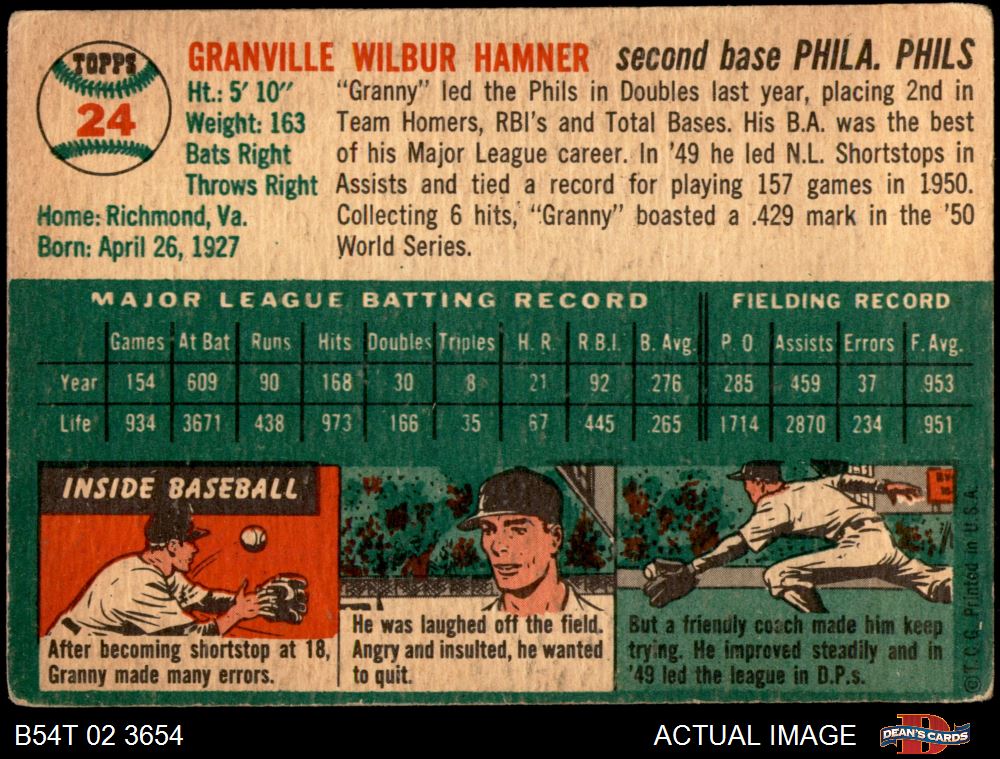 TOPPS
24
GRANVILLE WILBUR HAMNER second base PHILA. PHILS
Ht.: 5' 10"
Weight: 163
Bats Right
Throws Right
Home: Richmond, Va.
Born: April 26, 1927
"Granny" led the Phils in Doubles last year, placing 2nd in
Team Homers, RBI's and Total Bases. His B.A. was the best
of his Major League career. In '49 he led N.L. Shortstops in
Assists and tied a record for playing 157 games in 1950.
Collecting 6 hits, "Granny" boasted a .429 mark in the '50
World Series.
MAJOR LEAGUE BATTING RECORD FIELDING RECORD
Games At Bat Runs Hits Doubles Triples H. R. R.B.I. B. Avg. P. O. Assists Errors F. Avg.
Year 154 609 90 168 30 8 21 92 .276 285 459 37 .953
Life 934 3671 438 973 166 35 67 445 .265 1714 2870 234 .951
INSIDE BASEBALL
After becoming shortstop at 18,
Granny made many errors.
He was laughed off the field.
Angry and insulted, he wanted
to quit.
But a friendly coach made him keep
trying. He improved steadily and in
'49 led the league in D.P.s.
©T.C.G. Printed in U.S.A.
B54T 02 3654
ACTUAL IMAGE
DEAN'S CARDS